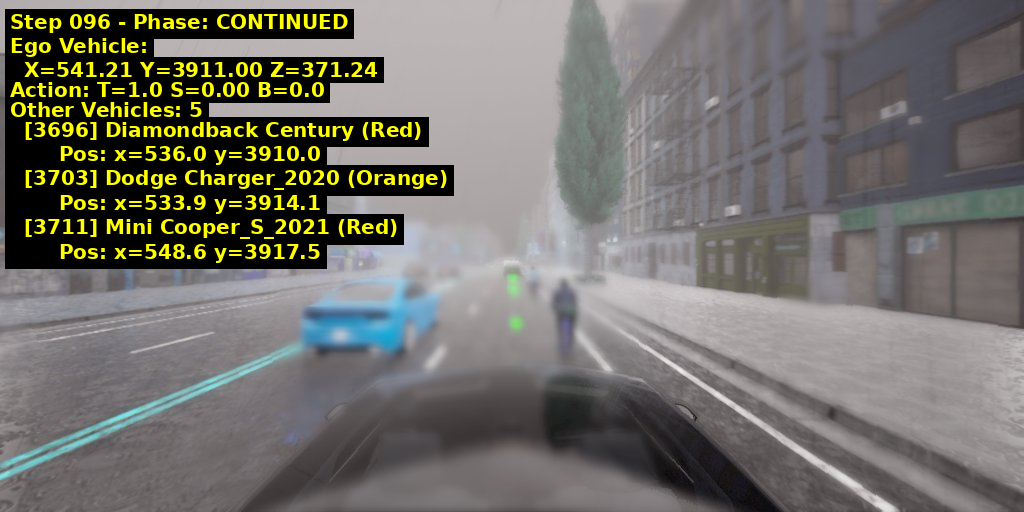 Step 096 - Phase: CONTINUED
Ego Vehicle:
X=541.21 Y=3911.00 Z=371.24
Action: T=1.0 S=0.00 B=0.0
Other Vehicles: 5
[3696] Diamondback Century (Red)
Pos: x=536.0 y=3910.0
[3703] Dodge Charger_2020 (Orange)
Pos: x=533.9 y=3914.1
[3711] Mini Cooper_S_2021 (Red)
Pos: x=548.6 y=3917.5